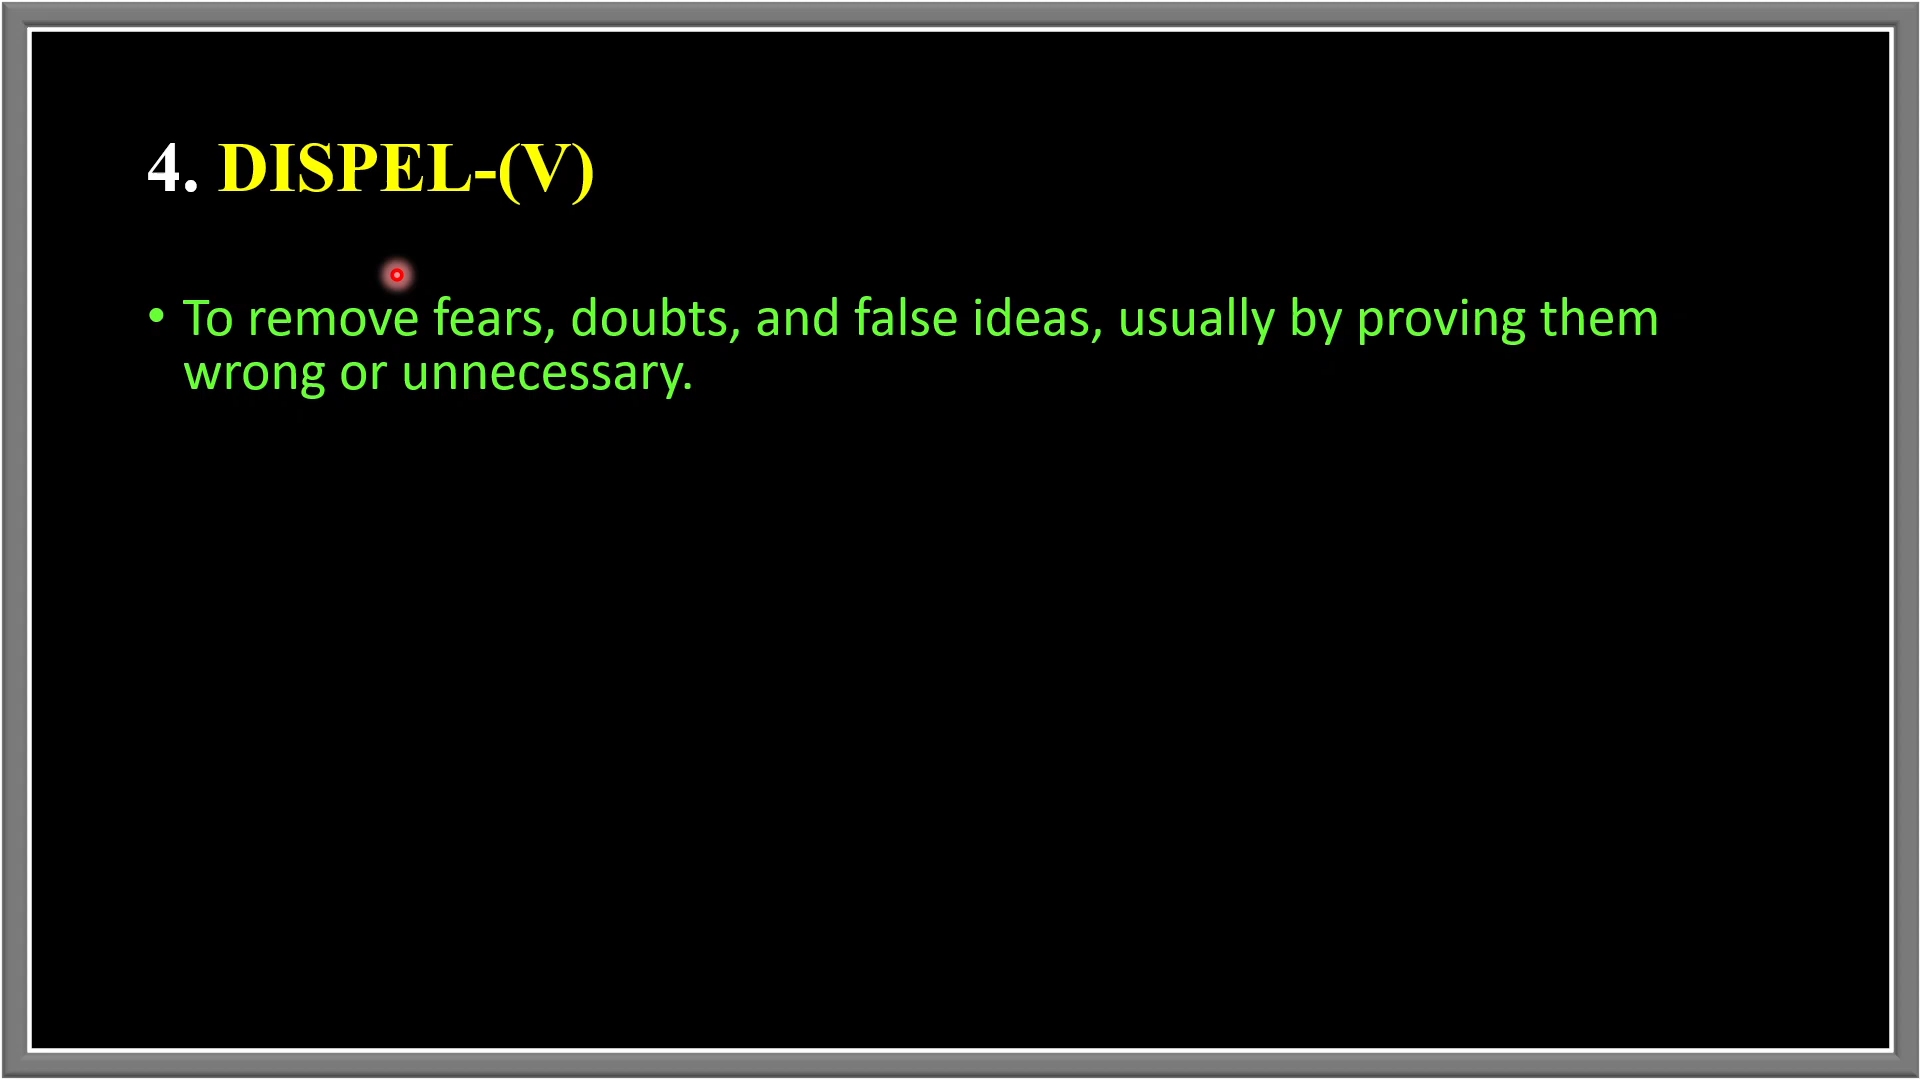 4. DISPEL-(V)
• To remove fears, doubts, and false ideas, usually by proving them
wrong or unnecessary.